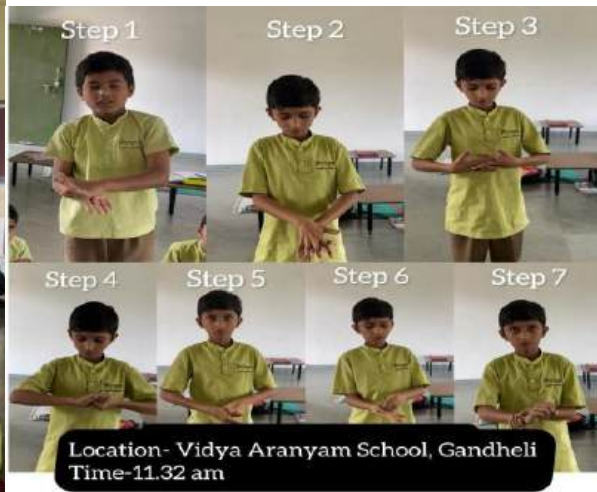 Step 1
Step 2
Step 3
Step 4
Step 5
Step 6
Step 7
Location- Vidya Aranyam School, Gandheli
Time-11.32 am